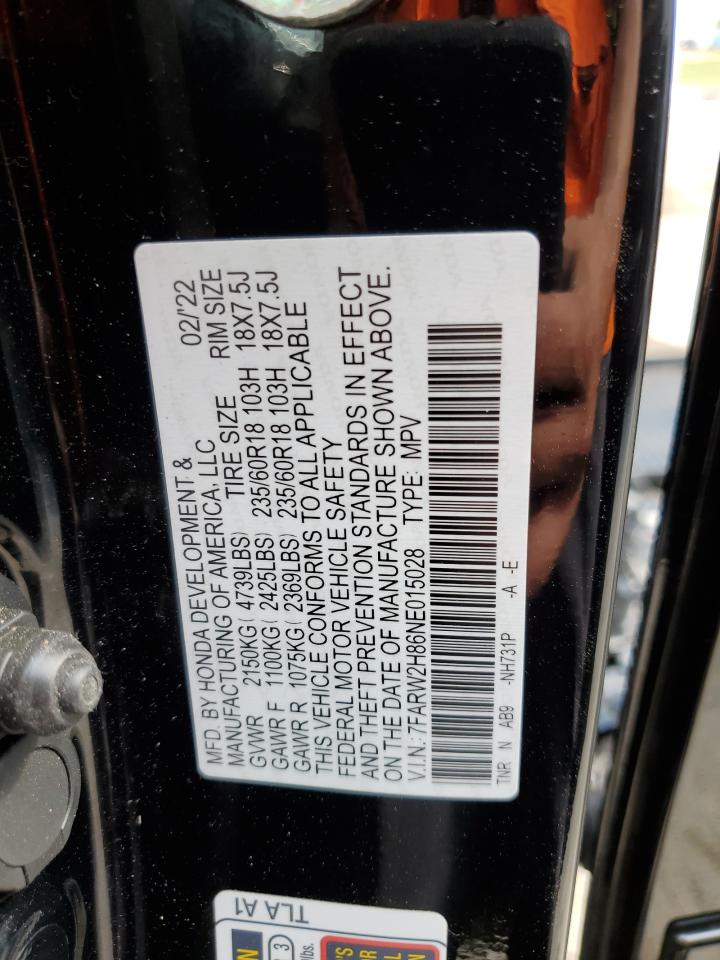 MFD. BY HONDA DEVELOPMENT & 02/'22
MANUFACTURING OF AMERICA, LLC
TIRE SIZE RIM SIZE
GVWR 2150KG( 4739LBS)
GAWR F 1100KG( 2425LBS) 235/60R18 103H 18X7.5J
GAWR R 1075KG( 2369LBS) 235/60R18 103H 18X7.5J
THIS VEHICLE CONFORMS TO ALL APPLICABLE
FEDERAL MOTOR VEHICLE SAFETY
AND THEFT PREVENTION STANDARDS IN EFFECT
ON THE DATE OF MANUFACTURE SHOWN ABOVE.
V.I.N.:7FARW2H86NE015028 TYPE: MPV
TNR N AB9 -NH731P -A -E
TLA A1
3
lbs.